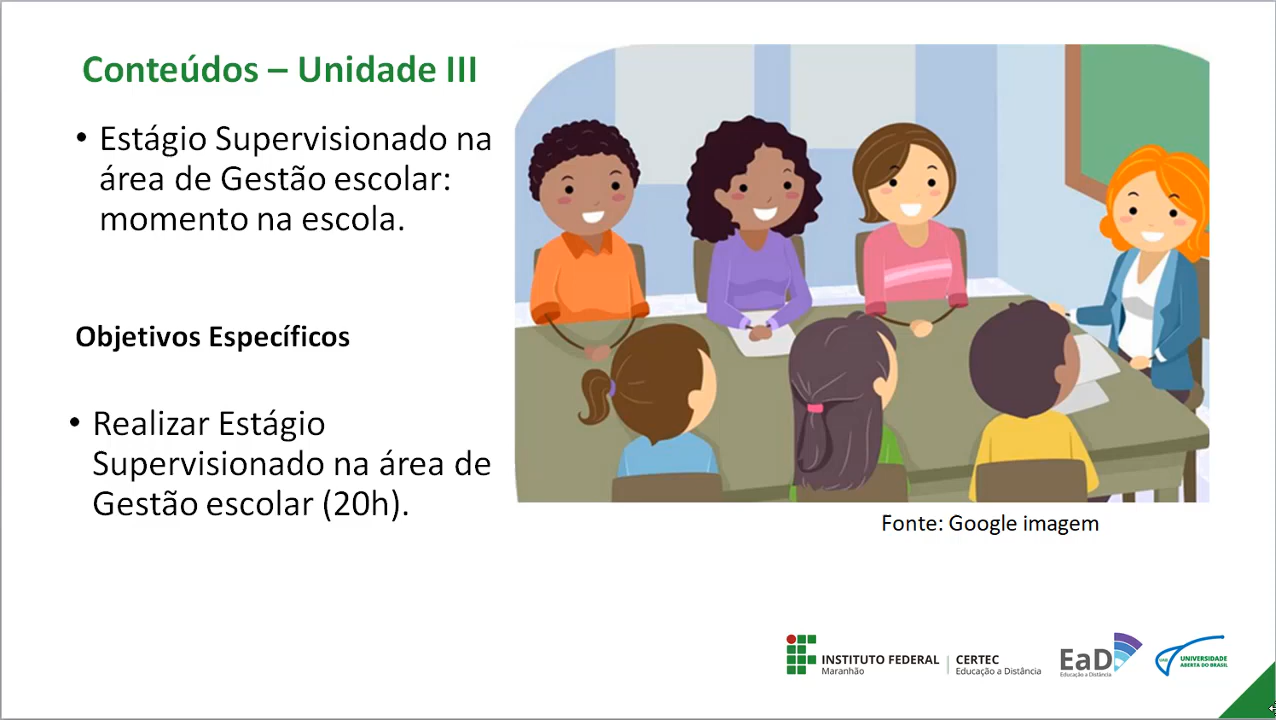 Conteúdos – Unidade III
• Estágio Supervisionado na
área de Gestão escolar:
momento na escola.
Objetivos Específicos
• Realizar Estágio
Supervisionado na área de
Gestão escolar (20h).
Fonte: Google imagem
INSTITUTO FEDERAL
Maranhão
CERTEC
Educação a Distância
EaD
Educação a Distância
UNIVERSIDADE
ABERTA DO BRASIL